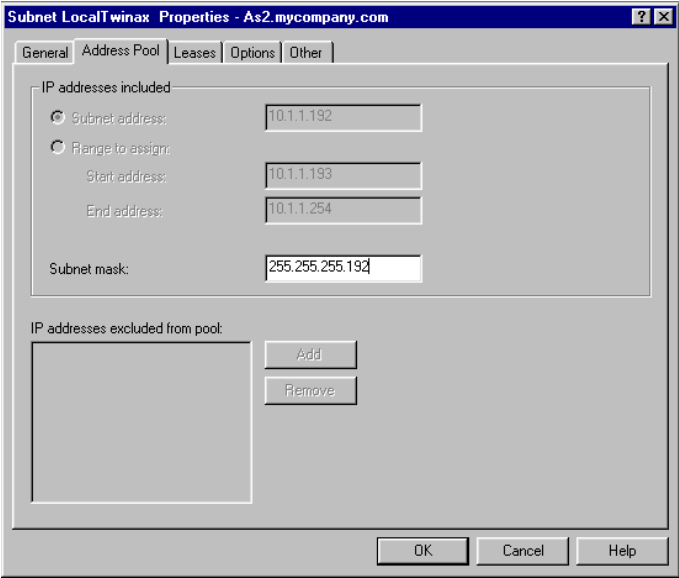 Subnet LocalTwinax Properties - As2.mycompany.com
General Address Pool Leases Options Other
IP addresses included
Subnet address: 10.1.1.192
Range to assign:
Start address: 10.1.1.193
End address: 10.1.1.254
Subnet mask: 255.255.255.192
IP addresses excluded from pool:
Add
Remove
OK Cancel Help